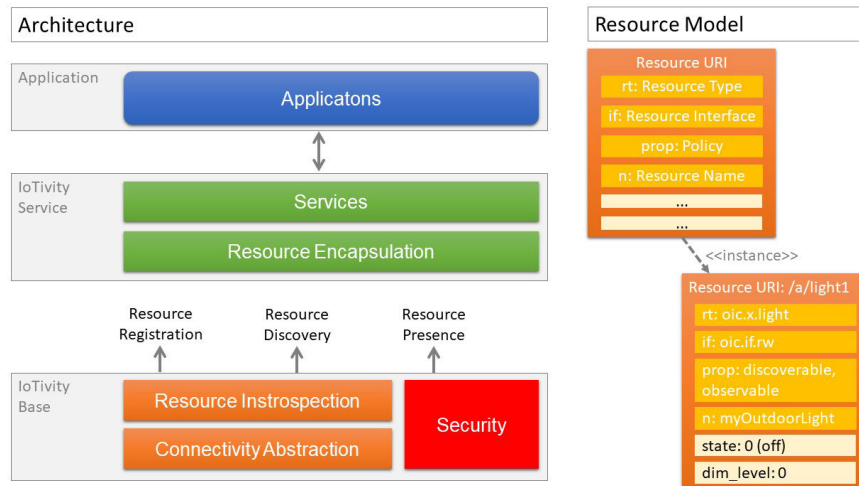 Architecture
Application
Applicatons
IoTivity
Service
Services
Resource Encapsulation
Resource
Registration
Resource
Discovery
Resource
Presence
IoTivity
Base
Resource Instrospection
Connectivity Abstraction
Security
Resource Model
Resource URI
rt: Resource Type
if: Resource Interface
prop: Policy
n: Resource Name
...
...
<<instance>>
Resource URI: /a/light1
rt: oic.x.light
if: oic.if.rw
prop: discoverable,
observable
n: myOutdoorLight
state: 0 (off)
dim_level: 0